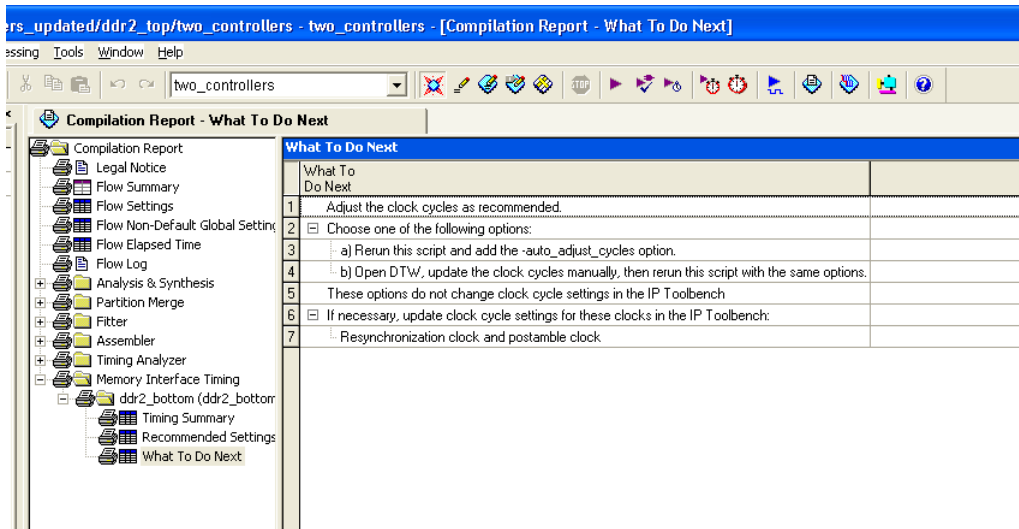 ers_updated/ddr2_top/two_controllers - two_controllers - [Compilation Report - What To Do Next]
essing Tools Window Help
two_controllers
STOP
Compilation Report - What To Do Next
Compilation Report
Legal Notice
Flow Summary
Flow Settings
Flow Non-Default Global Setting
Flow Elapsed Time
Flow Log
Analysis & Synthesis
Partition Merge
Fitter
Assembler
Timing Analyzer
Memory Interface Timing
ddr2_bottom (ddr2_bottom
Timing Summary
Recommended Settings
What To Do Next
What To Do Next
What To
Do Next
1 Adjust the clock cycles as recommended.
2 Choose one of the following options:
3 a) Rerun this script and add the -auto_adjust_cycles option.
4 b) Open DTW, update the clock cycles manually, then rerun this script with the same options.
5 These options do not change clock cycle settings in the IP Toolbench
6 If necessary, update clock cycle settings for these clocks in the IP Toolbench:
7 Resynchronization clock and postamble clock